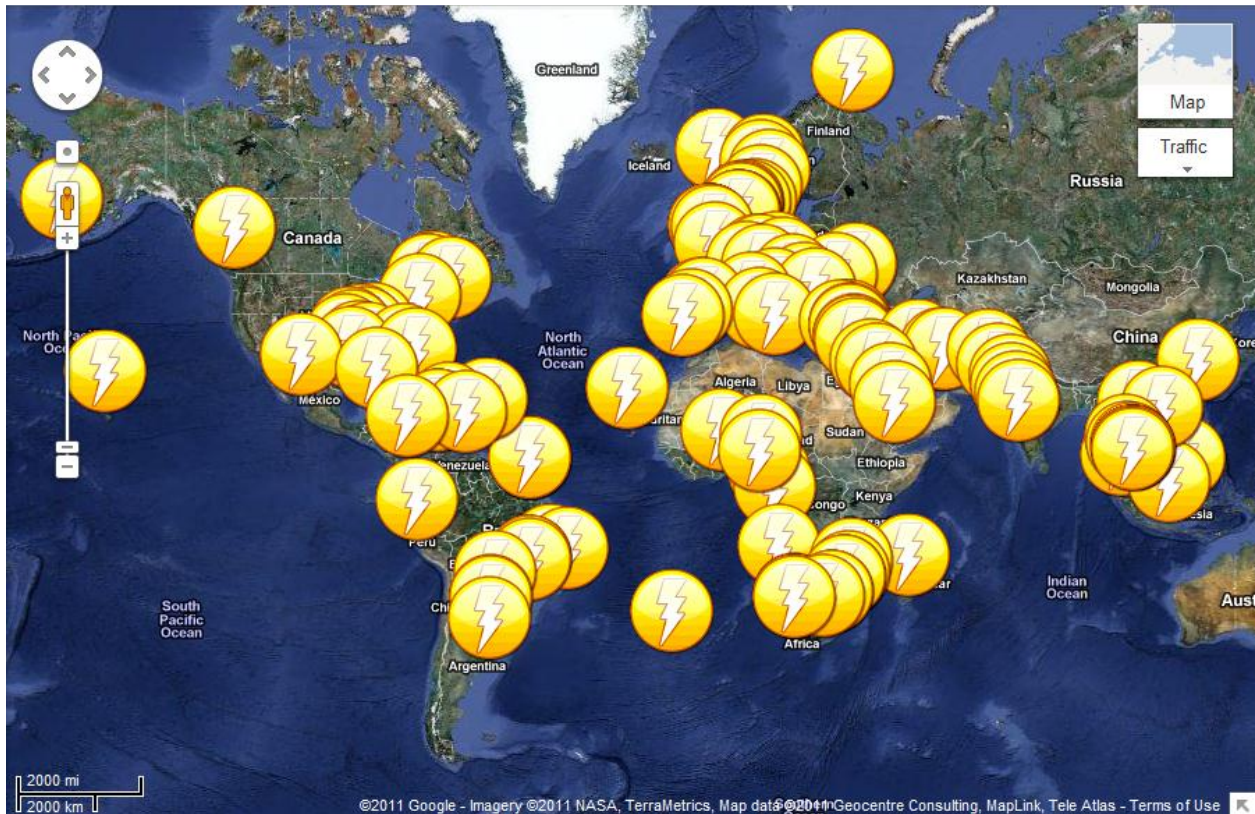 Greenland
Map
Finland
Iceland
Traffic
Russia
Canada
Kazakhstan
Mongolia
North
Atlantic
Ocean
China
Algeria
Libya
México
Sudan
Ethiopia
Kenya
Peru
Indian
Ocean
South
Pacific
Ocean
Africa
Argentina
2000 mi
2000 km
©2011 Google - Imagery ©2011 NASA, TerraMetrics, Map data ©2011 Geocentre Consulting, MapLink, Tele Atlas - Terms of Use